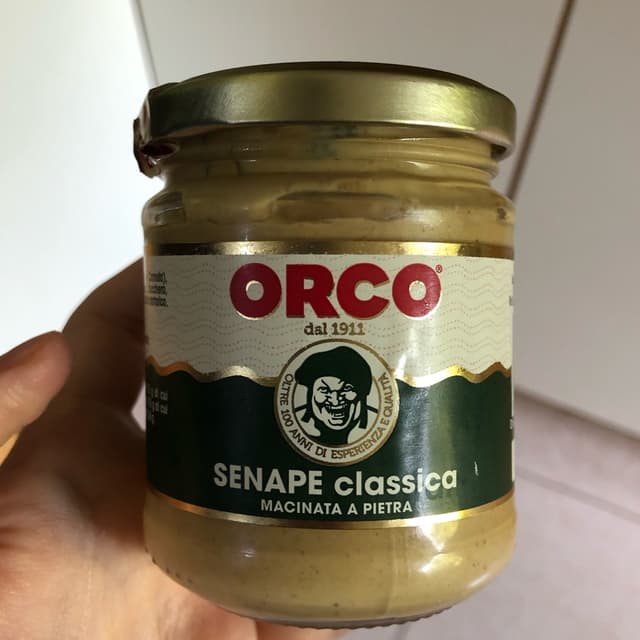 ORCO®
dal 1911
OLTRE 100 ANNI DI ESPERIENZA E QUALITÀ
SENAPE classica
MACINATA A PIETRA